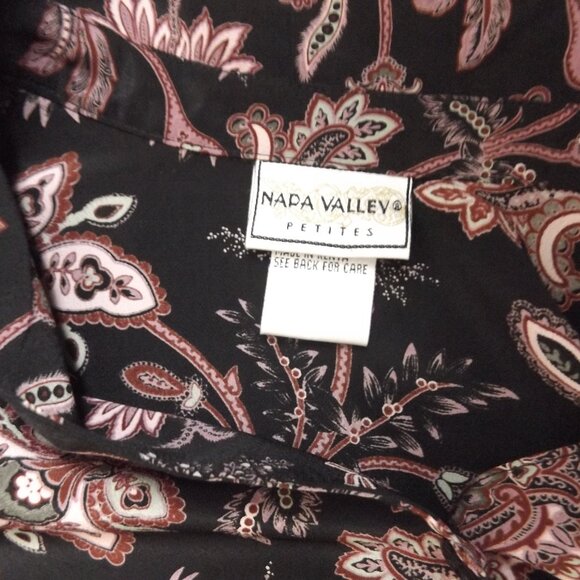 NAPA VALLEY®
PETITES
MADE IN KENYA
SEE BACK FOR CARE